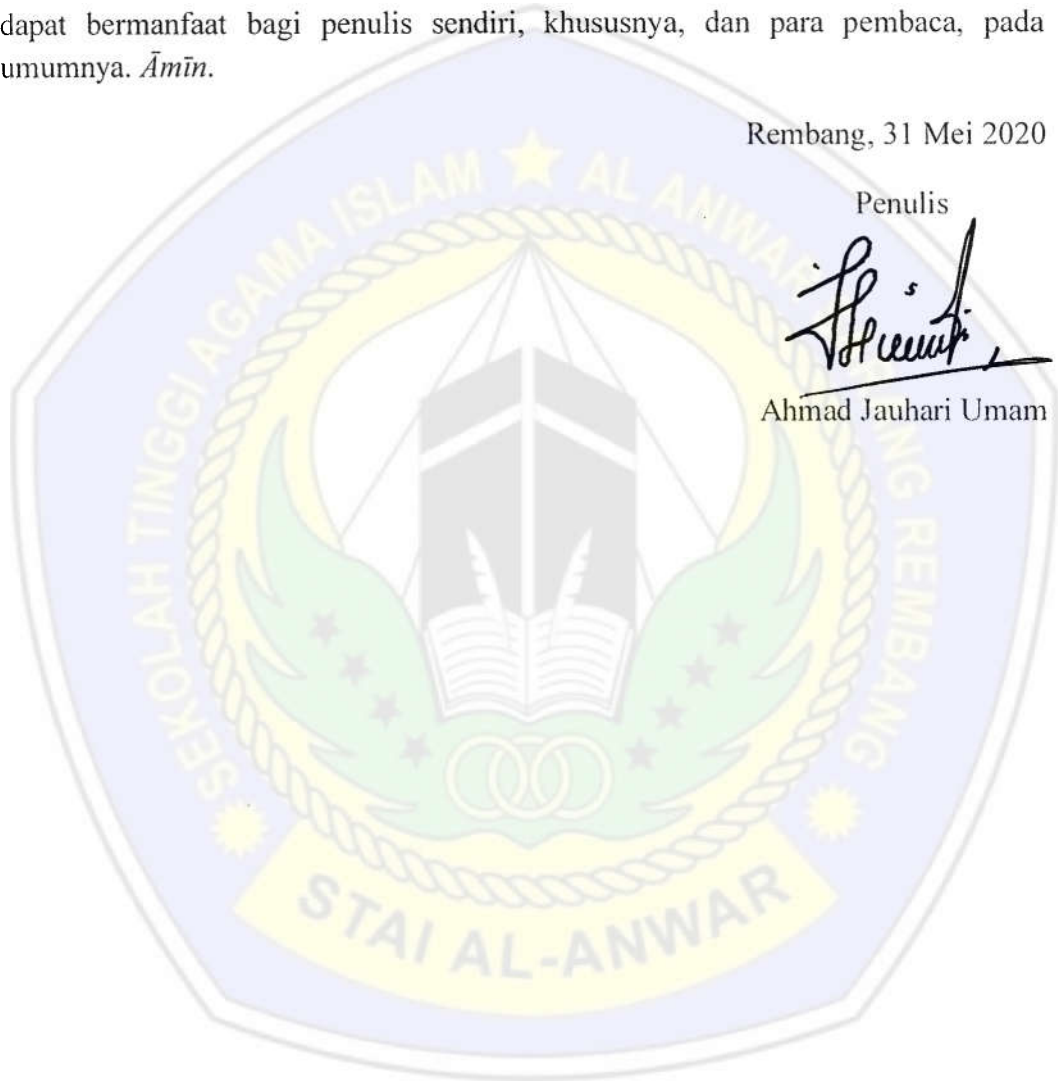 dapat bermanfaat bagi penulis sendiri, khususnya, dan para pembaca, pada
umumnya. Āmīn.
Rembang, 31 Mei 2020
Penulis
Ahmad Jauhari Umam
SEKOLAH TINGGI AGAMA ISLAM ★ AL ANWAR SARANG REMBANG
STAI AL-ANWAR